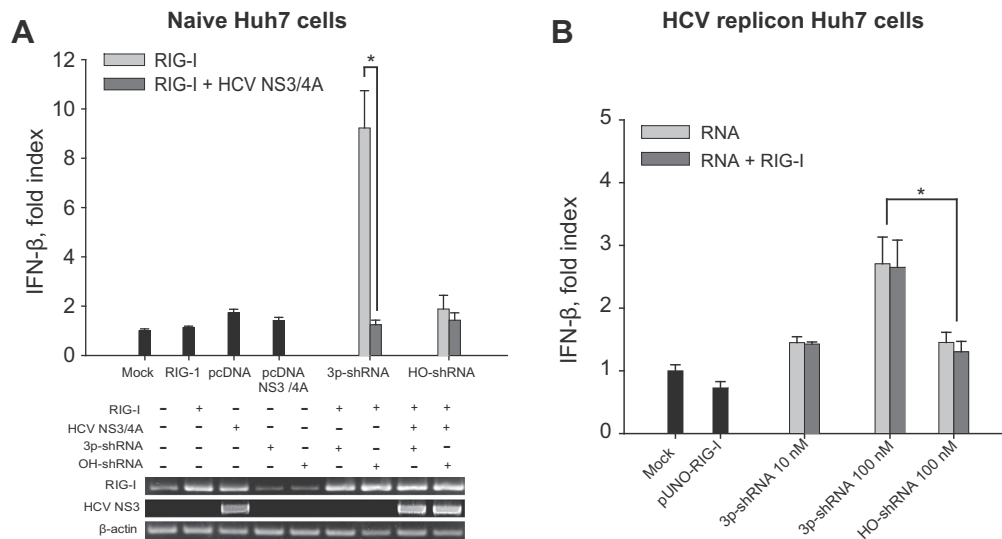 A
Naive Huh7 cells
IFN-β, fold index
12
10
8
6
4
2
0
RIG-I
RIG-I + HCV NS3/4A
*
Mock
RIG-1
pcDNA
pcDNA
NS3 /4A
3p-shRNA
HO-shRNA
RIG-I – + – – – + + + +
HCV NS3/4A – – + – – – – + +
3p-shRNA – – – + – + – + –
OH-shRNA – – – – + – + – +
RIG-I
HCV NS3
β-actin
B
HCV replicon Huh7 cells
IFN-β, fold index
5
4
3
2
1
0
RNA
RNA + RIG-I
*
Mock
pUNO-RIG-I
3p-shRNA 10 nM
3p-shRNA 100 nM
HO-shRNA 100 nM